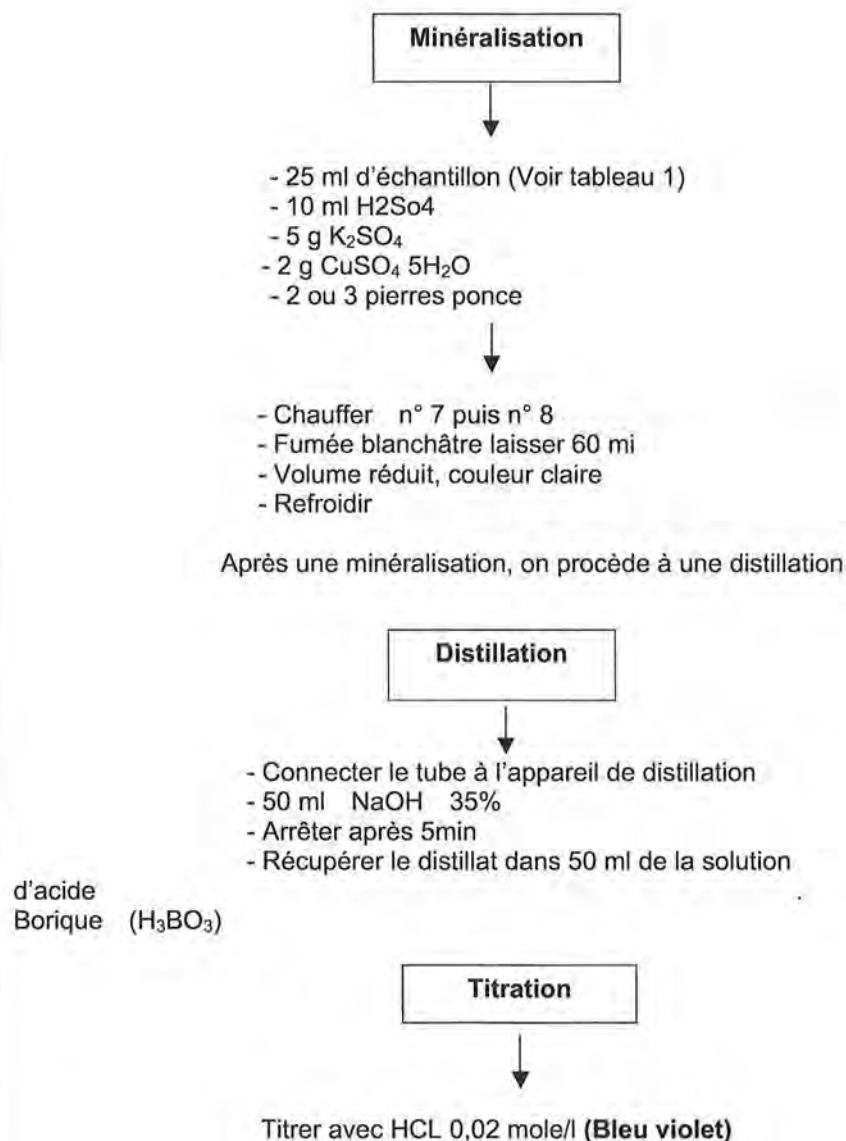 Minéralisation
- 25 ml d'échantillon (Voir tableau 1)
- 10 ml H2So4
- 5 g K₂SO₄
- 2 g CuSO₄ 5H₂O
- 2 ou 3 pierres ponce
- Chauffer n° 7 puis n° 8
- Fumée blanchâtre laisser 60 mi
- Volume réduit, couleur claire
- Refroidir
Après une minéralisation, on procède à une distillation
Distillation
- Connecter le tube à l'appareil de distillation
- 50 ml NaOH 35%
- Arrêter après 5min
- Récupérer le distillat dans 50 ml de la solution
d'acide
Borique (H₃BO₃)
Titration
Titrer avec HCL 0,02 mole/l (Bleu violet)